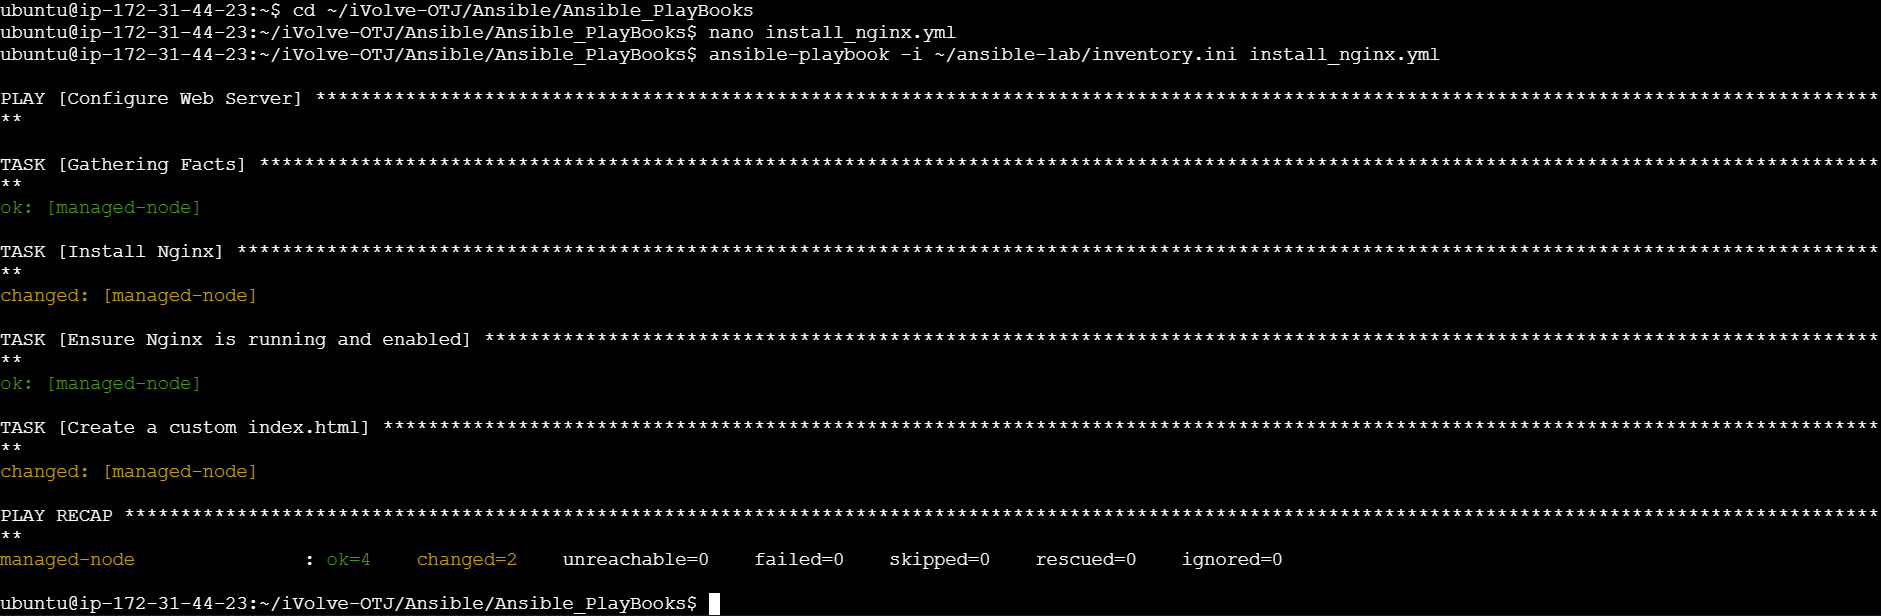 ubuntu@ip-172-31-44-23:~$ cd ~/iVolve-OTJ/Ansible/Ansible_PlayBooks
ubuntu@ip-172-31-44-23:~/iVolve-OTJ/Ansible/Ansible_PlayBooks$ nano install_nginx.yml
ubuntu@ip-172-31-44-23:~/iVolve-OTJ/Ansible/Ansible_PlayBooks$ ansible-playbook -i ~/ansible-lab/inventory.ini install_nginx.yml
PLAY [Configure Web Server] *******************************************************************************************************************************************
**
TASK [Gathering Facts] ************************************************************************************************************************************************
**
ok: [managed-node]
TASK [Install Nginx] **************************************************************************************************************************************************
**
changed: [managed-node]
TASK [Ensure Nginx is running and enabled] ****************************************************************************************************************************
**
ok: [managed-node]
TASK [Create a custom index.html] *************************************************************************************************************************************
**
changed: [managed-node]
PLAY RECAP ************************************************************************************************************************************************************
**
managed-node               : ok=4    changed=2    unreachable=0    failed=0    skipped=0    rescued=0    ignored=0
ubuntu@ip-172-31-44-23:~/iVolve-OTJ/Ansible/Ansible_PlayBooks$